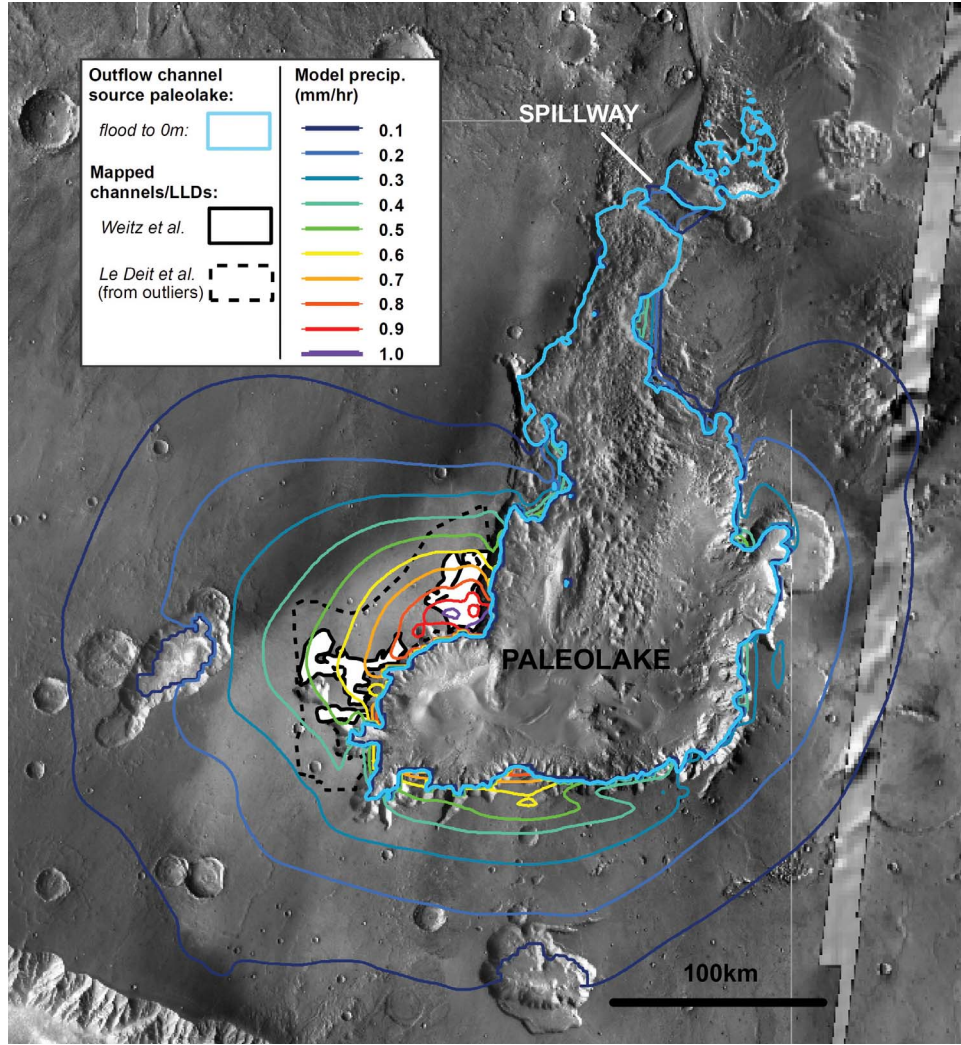 Outflow channel
source paleolake:
flood to 0m:
Mapped
channels/LLDs:
Weitz et al.
Le Deit et al.
(from outliers)
Model precip.
(mm/hr)
0.1
0.2
0.3
0.4
0.5
0.6
0.7
0.8
0.9
1.0
SPILLWAY
PALEOLAKE
100km